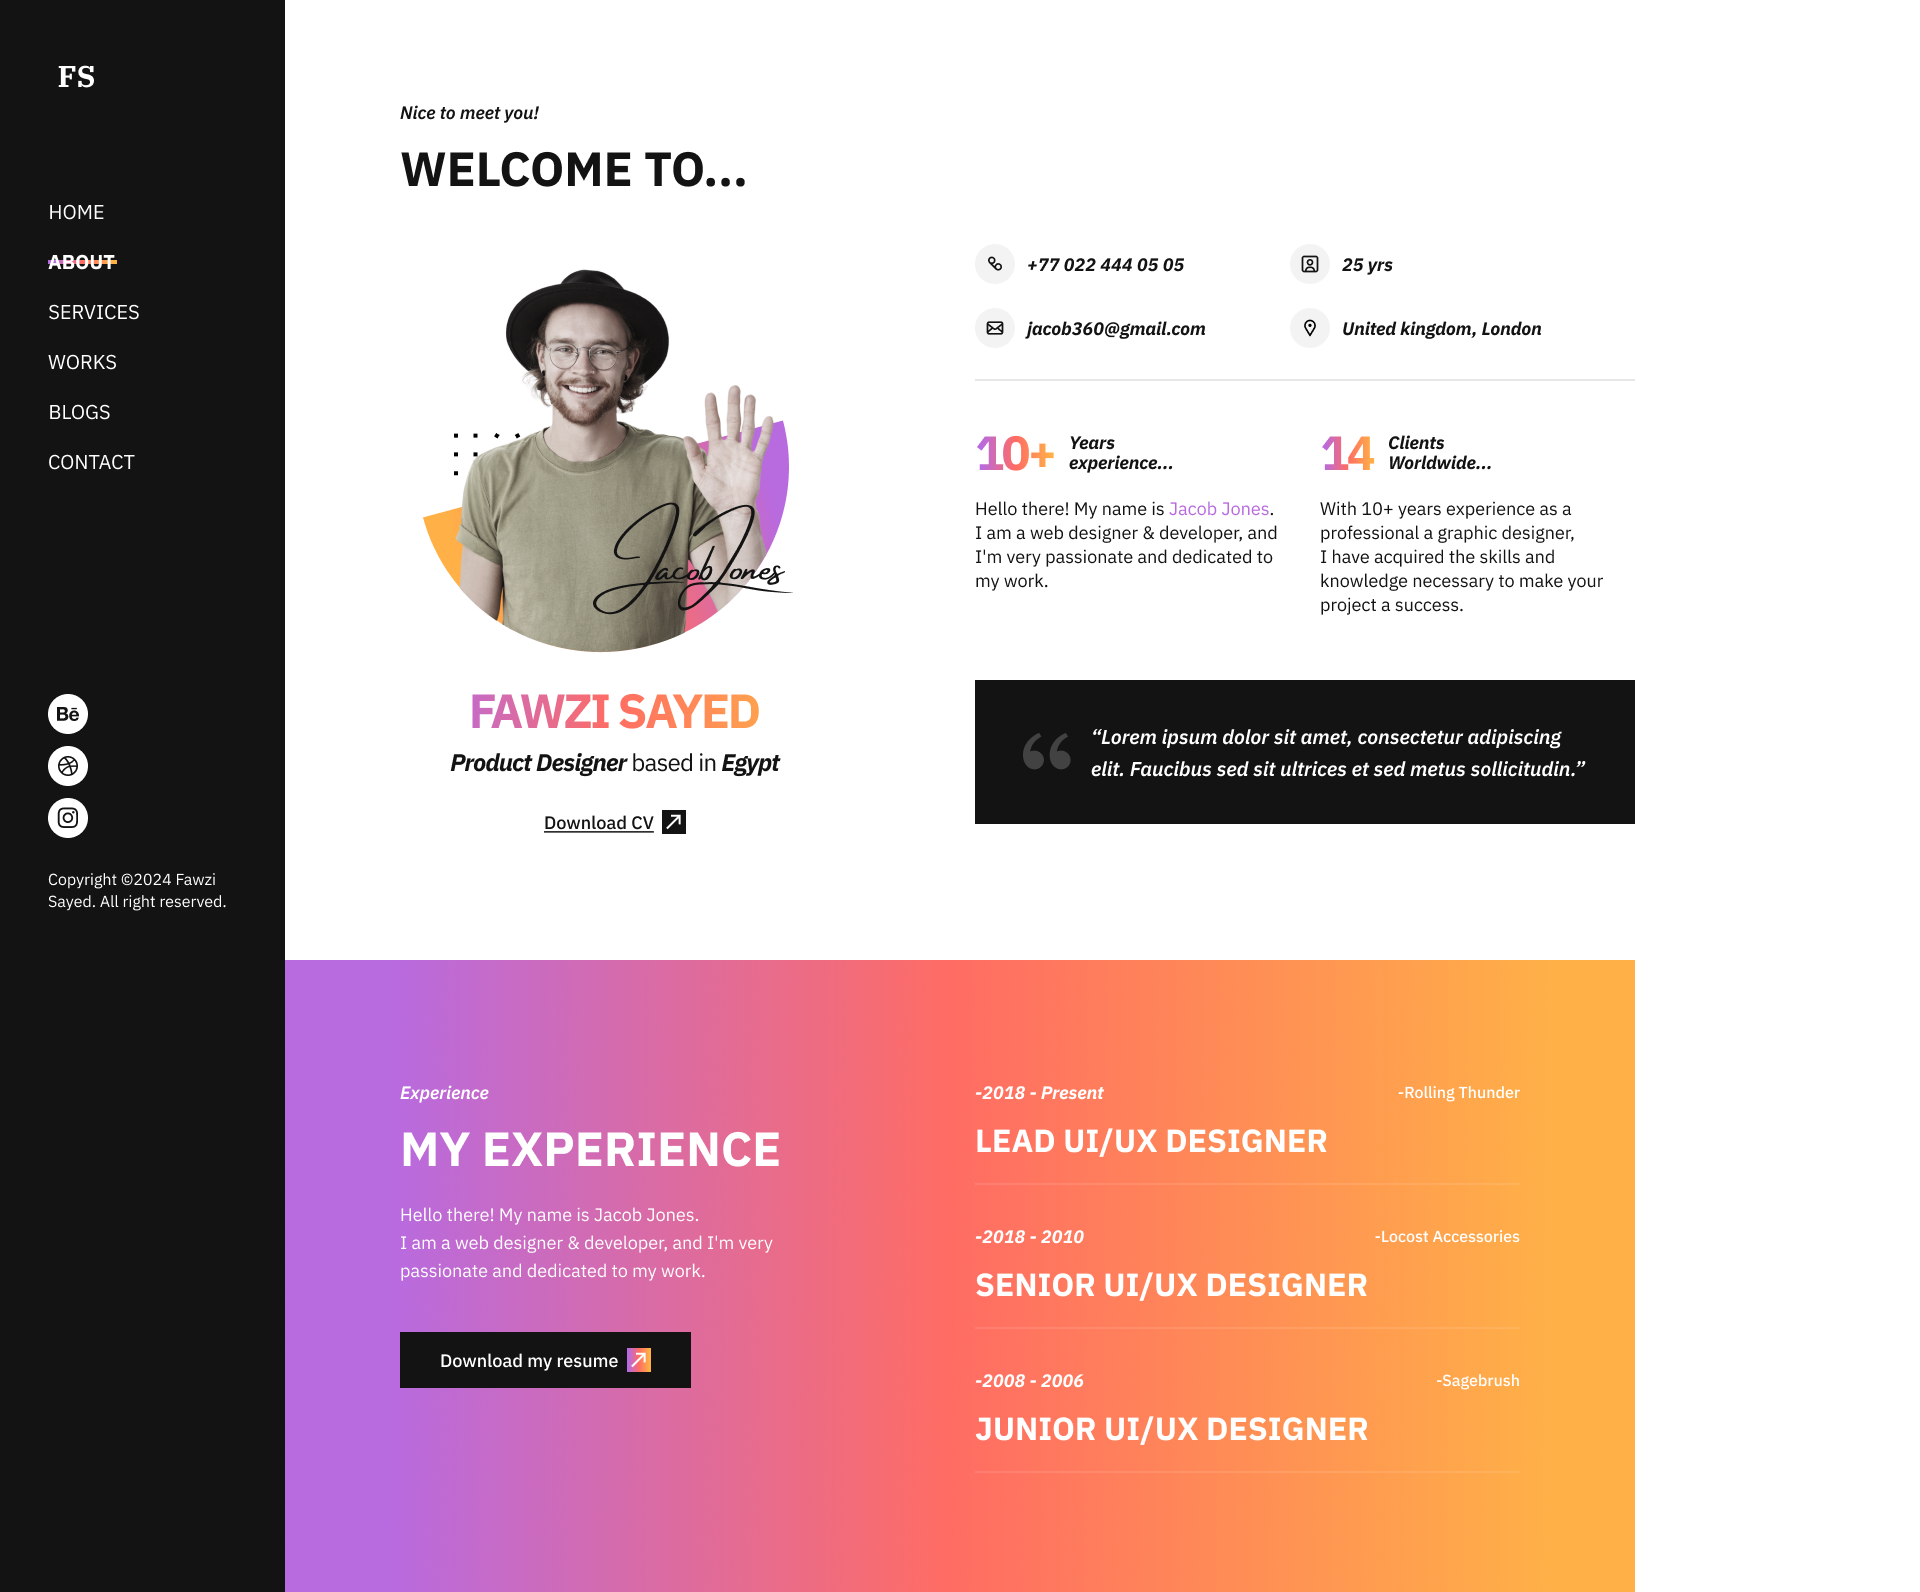 FS
HOME
ABOUT
SERVICES
WORKS
BLOGS
CONTACT
Bē
Copyright ©2024 Fawzi
Sayed. All right reserved.
Nice to meet you!
WELCOME TO...
Jacob Jones
FAWZI SAYED
Product Designer based in Egypt
Download CV
+77 022 444 05 05
25 yrs
jacob360@gmail.com
United kingdom, London
10+ Years
experience...
Hello there! My name is Jacob Jones.
I am a web designer & developer, and
I'm very passionate and dedicated to
my work.
14 Clients
Worldwide...
With 10+ years experience as a
professional a graphic designer,
I have acquired the skills and
knowledge necessary to make your
project a success.
“Lorem ipsum dolor sit amet, consectetur adipiscing
elit. Faucibus sed sit ultrices et sed metus sollicitudin.”
Experience
MY EXPERIENCE
Hello there! My name is Jacob Jones.
I am a web designer & developer, and I'm very
passionate and dedicated to my work.
Download my resume
-2018 - Present
-Rolling Thunder
LEAD UI/UX DESIGNER
-2018 - 2010
-Locost Accessories
SENIOR UI/UX DESIGNER
-2008 - 2006
-Sagebrush
JUNIOR UI/UX DESIGNER